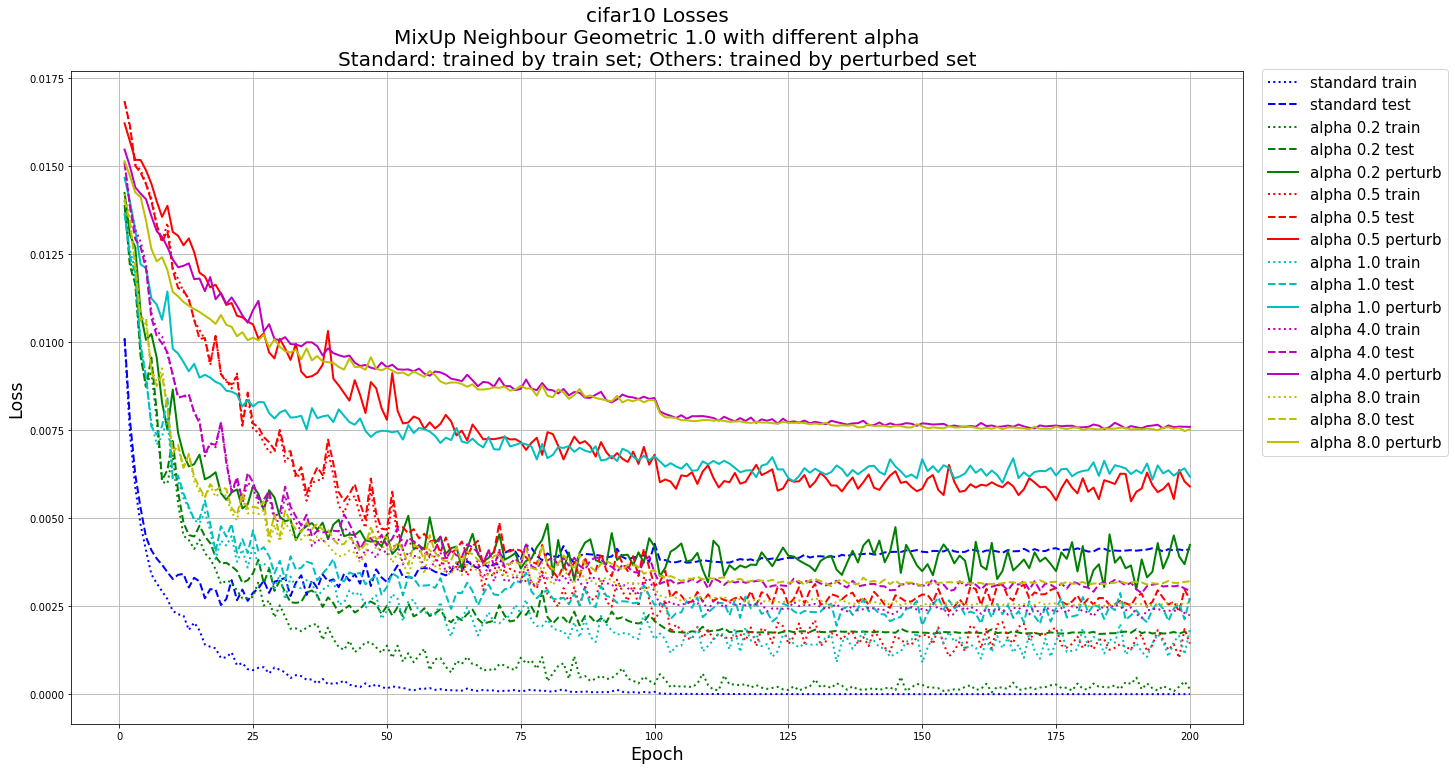 cifar10 Losses
MixUp Neighbour Geometric 1.0 with different alpha
Standard: trained by train set; Others: trained by perturbed set
0.0175
0.0150
0.0125
0.0100
0.0075
0.0050
0.0025
0.0000
Loss
0
25
50
75
100
125
150
175
200
Epoch
standard train
standard test
alpha 0.2 train
alpha 0.2 test
alpha 0.2 perturb
alpha 0.5 train
alpha 0.5 test
alpha 0.5 perturb
alpha 1.0 train
alpha 1.0 test
alpha 1.0 perturb
alpha 4.0 train
alpha 4.0 test
alpha 4.0 perturb
alpha 8.0 train
alpha 8.0 test
alpha 8.0 perturb